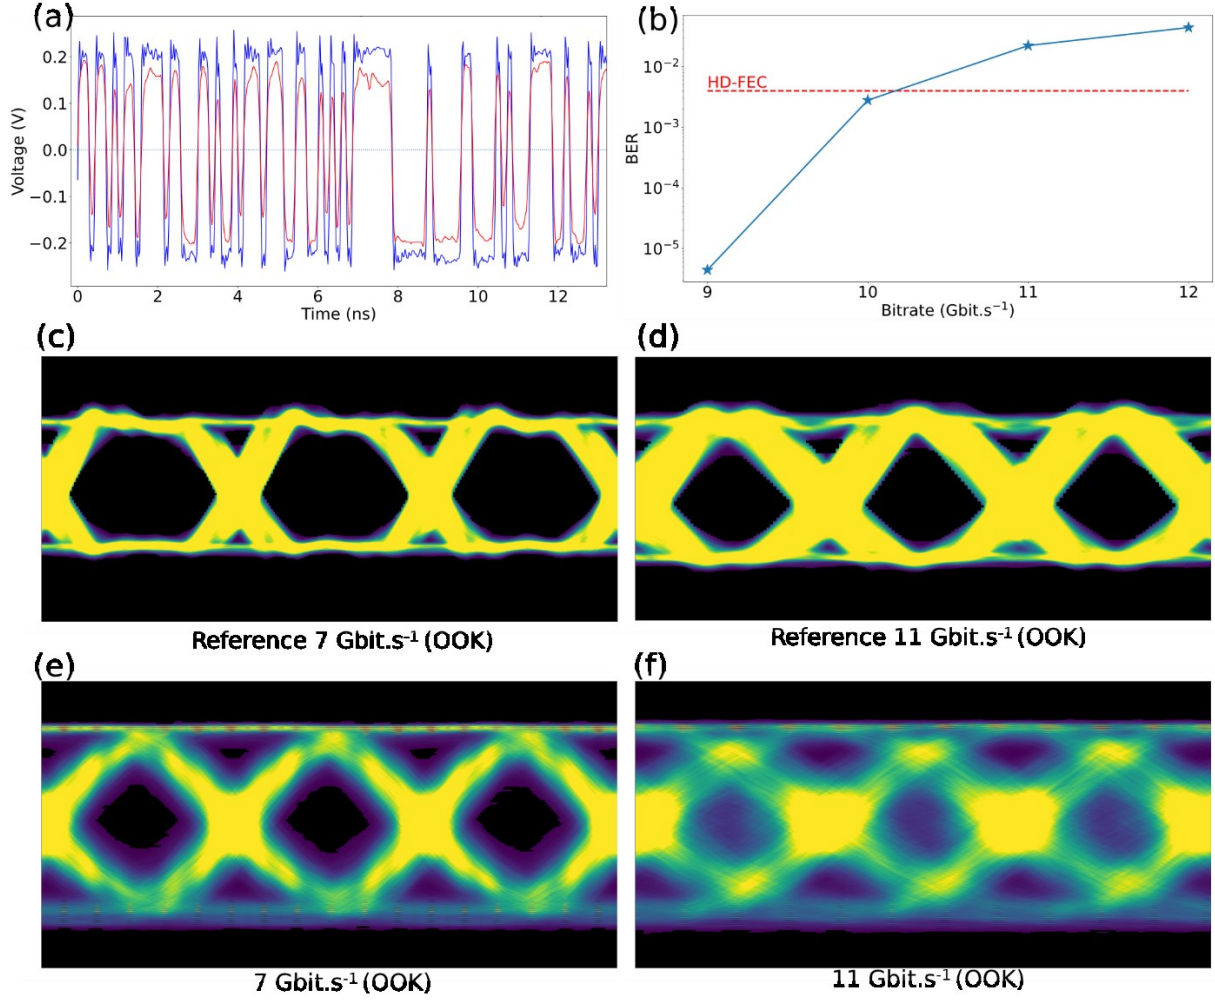 (a)
Voltage (V)
0.2
0.1
0.0
−0.1
−0.2
0 2 4 6 8 10 12
Time (ns)
(b)
BER
10⁻²
10⁻³
10⁻⁴
10⁻⁵
HD-FEC
9 10 11 12
Bitrate (Gbit.s⁻¹)
(c)
Reference 7 Gbit.s⁻¹ (OOK)
(d)
Reference 11 Gbit.s⁻¹ (OOK)
(e)
7 Gbit.s⁻¹ (OOK)
(f)
11 Gbit.s⁻¹ (OOK)